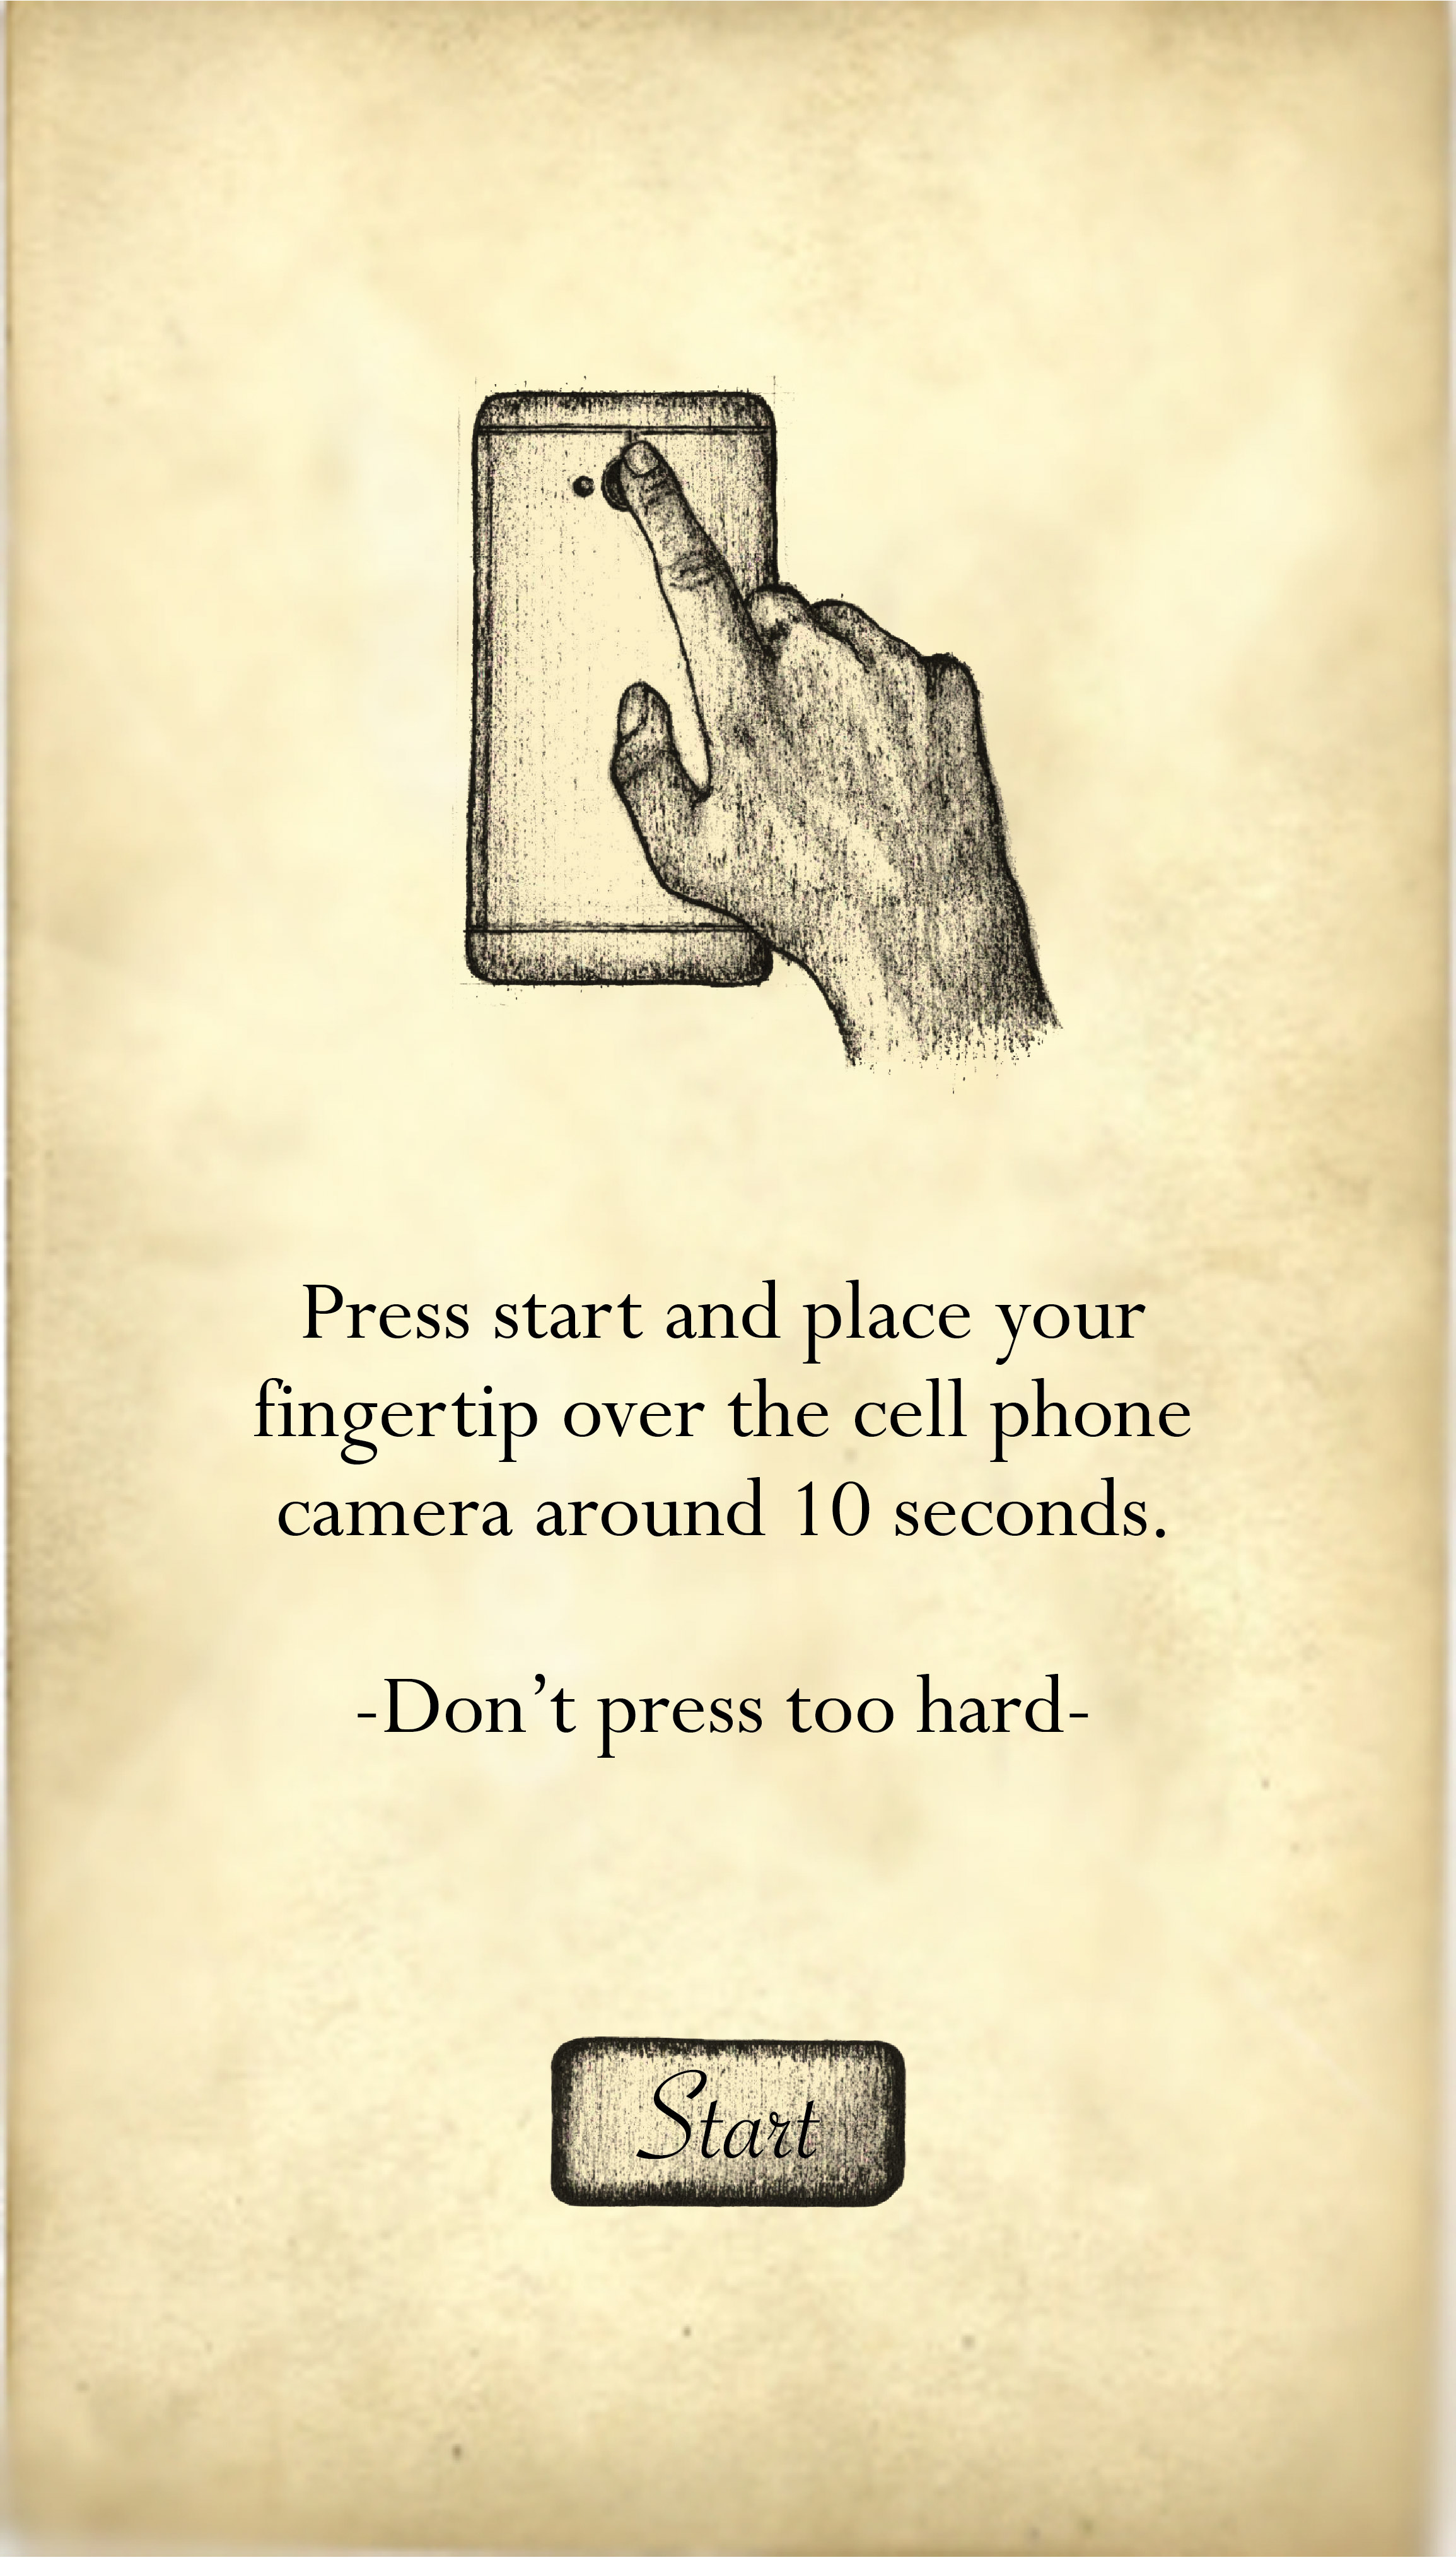 Press start and place your
fingertip over the cell phone
camera around 10 seconds.
-Don’t press too hard-
Start